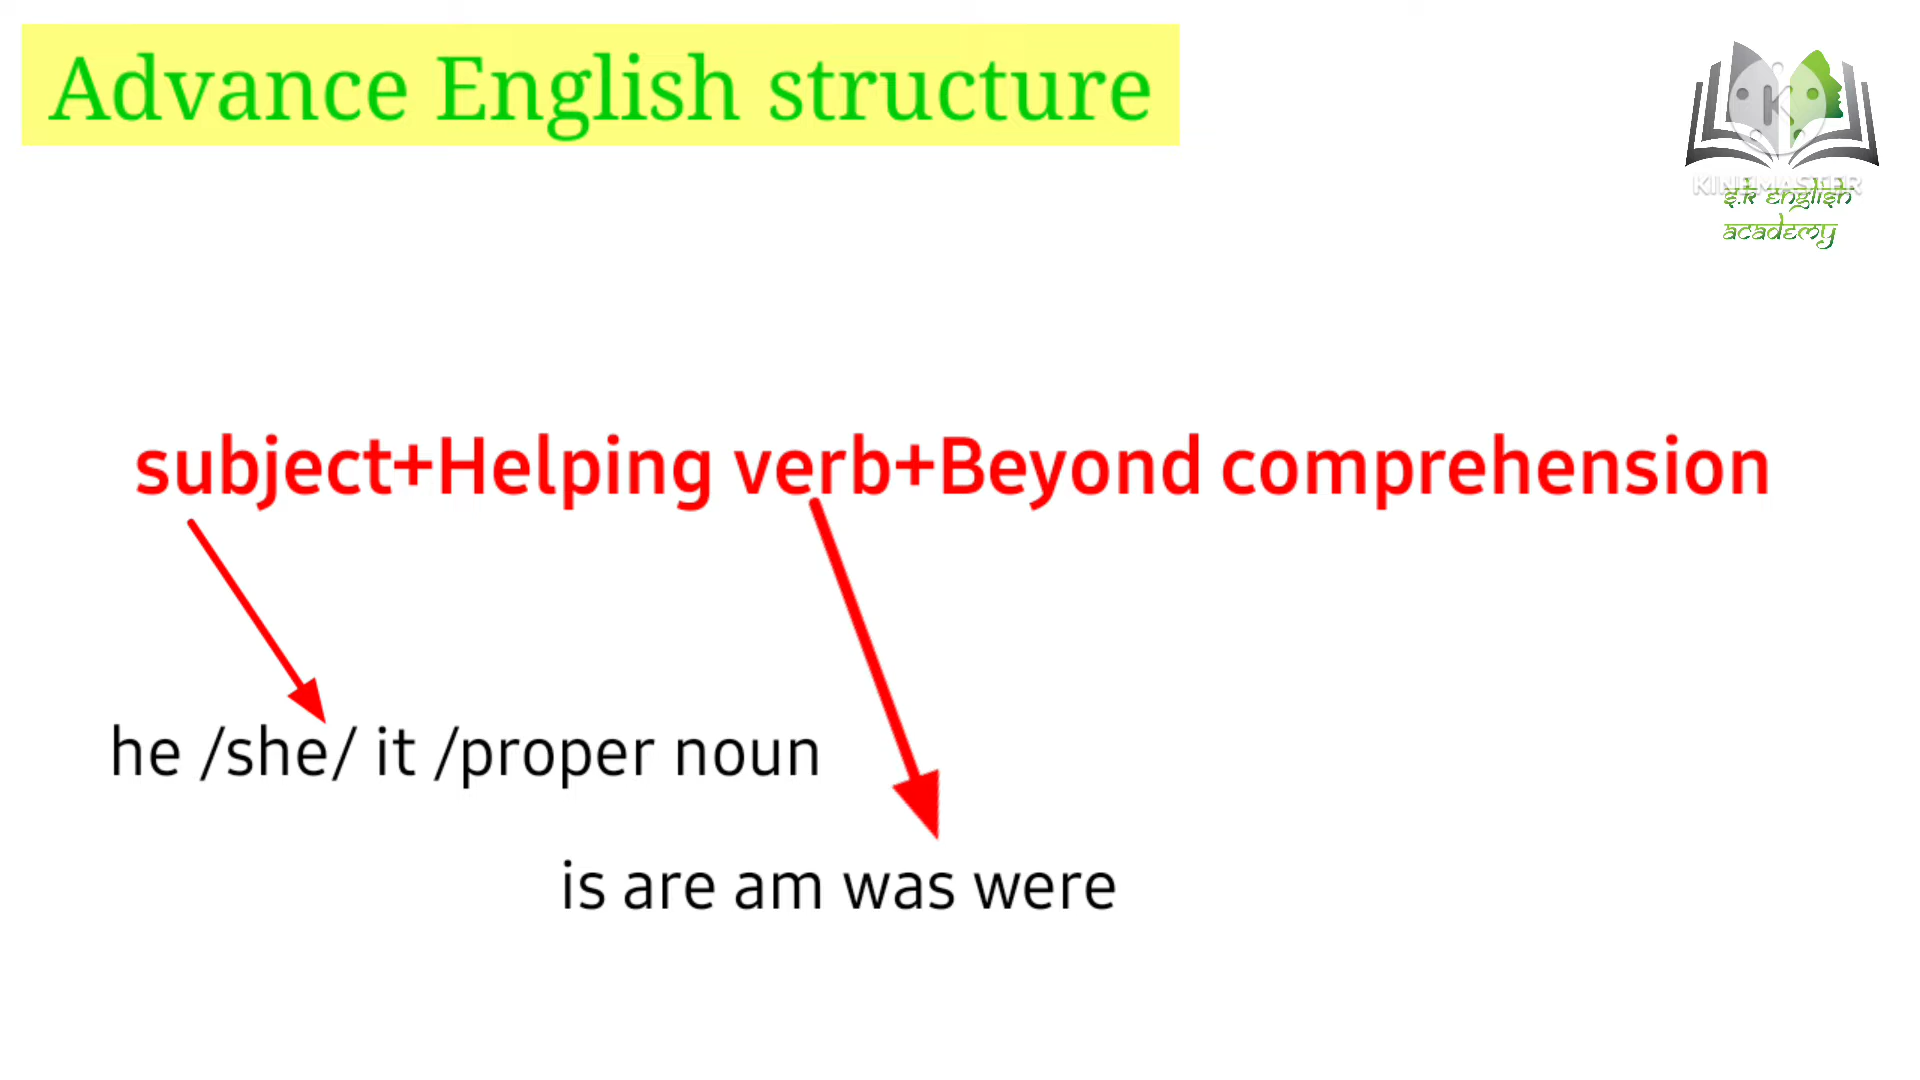 Advance English structure
KINEMASTER
S.K English
academy
subject+Helping verb+Beyond comprehension
he /she/ it /proper noun
is are am was were